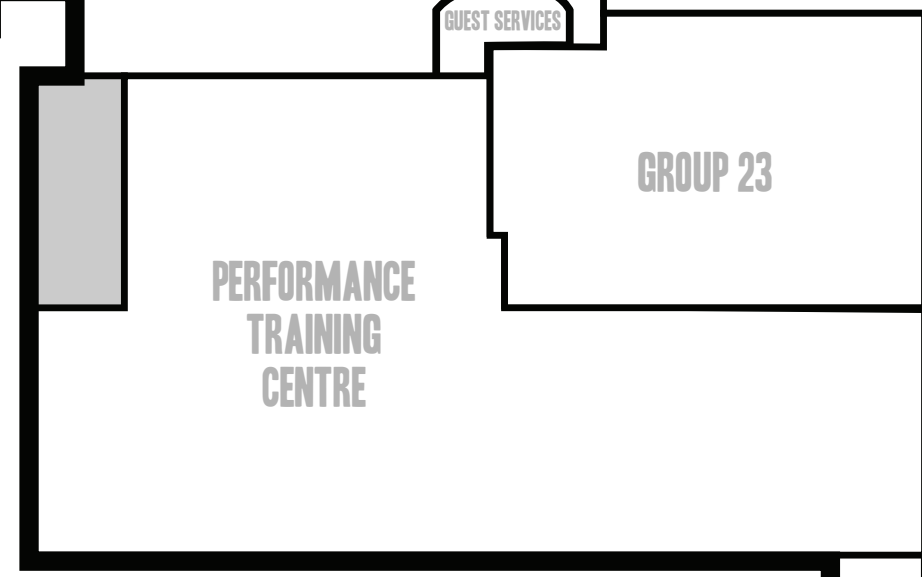 GUEST SERVICES
GROUP 23
PERFORMANCE
TRAINING
CENTRE